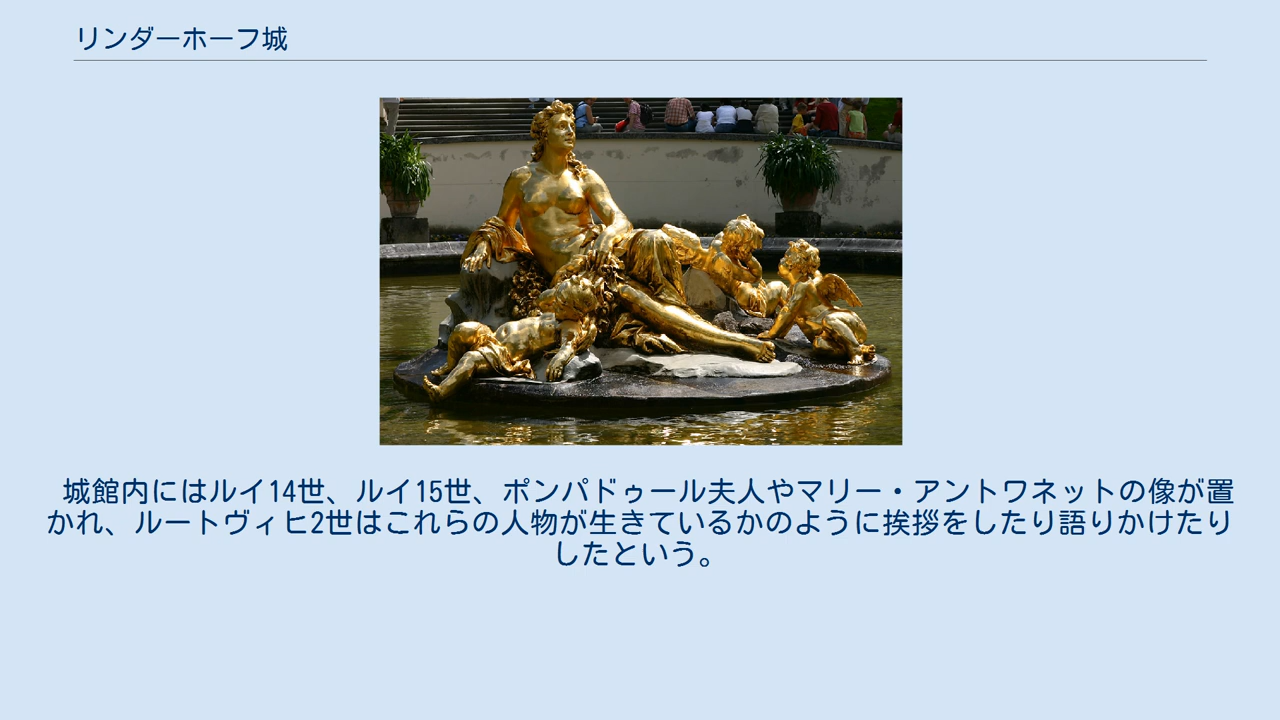 リンダーホーフ城
城館内にはルイ14世、ルイ15世、ポンパドゥール夫人やマリー・アントワネットの像が置
かれ、ルートヴィヒ2世はこれらの人物が生きているかのように挨拶をしたり語りかけたり
したという。